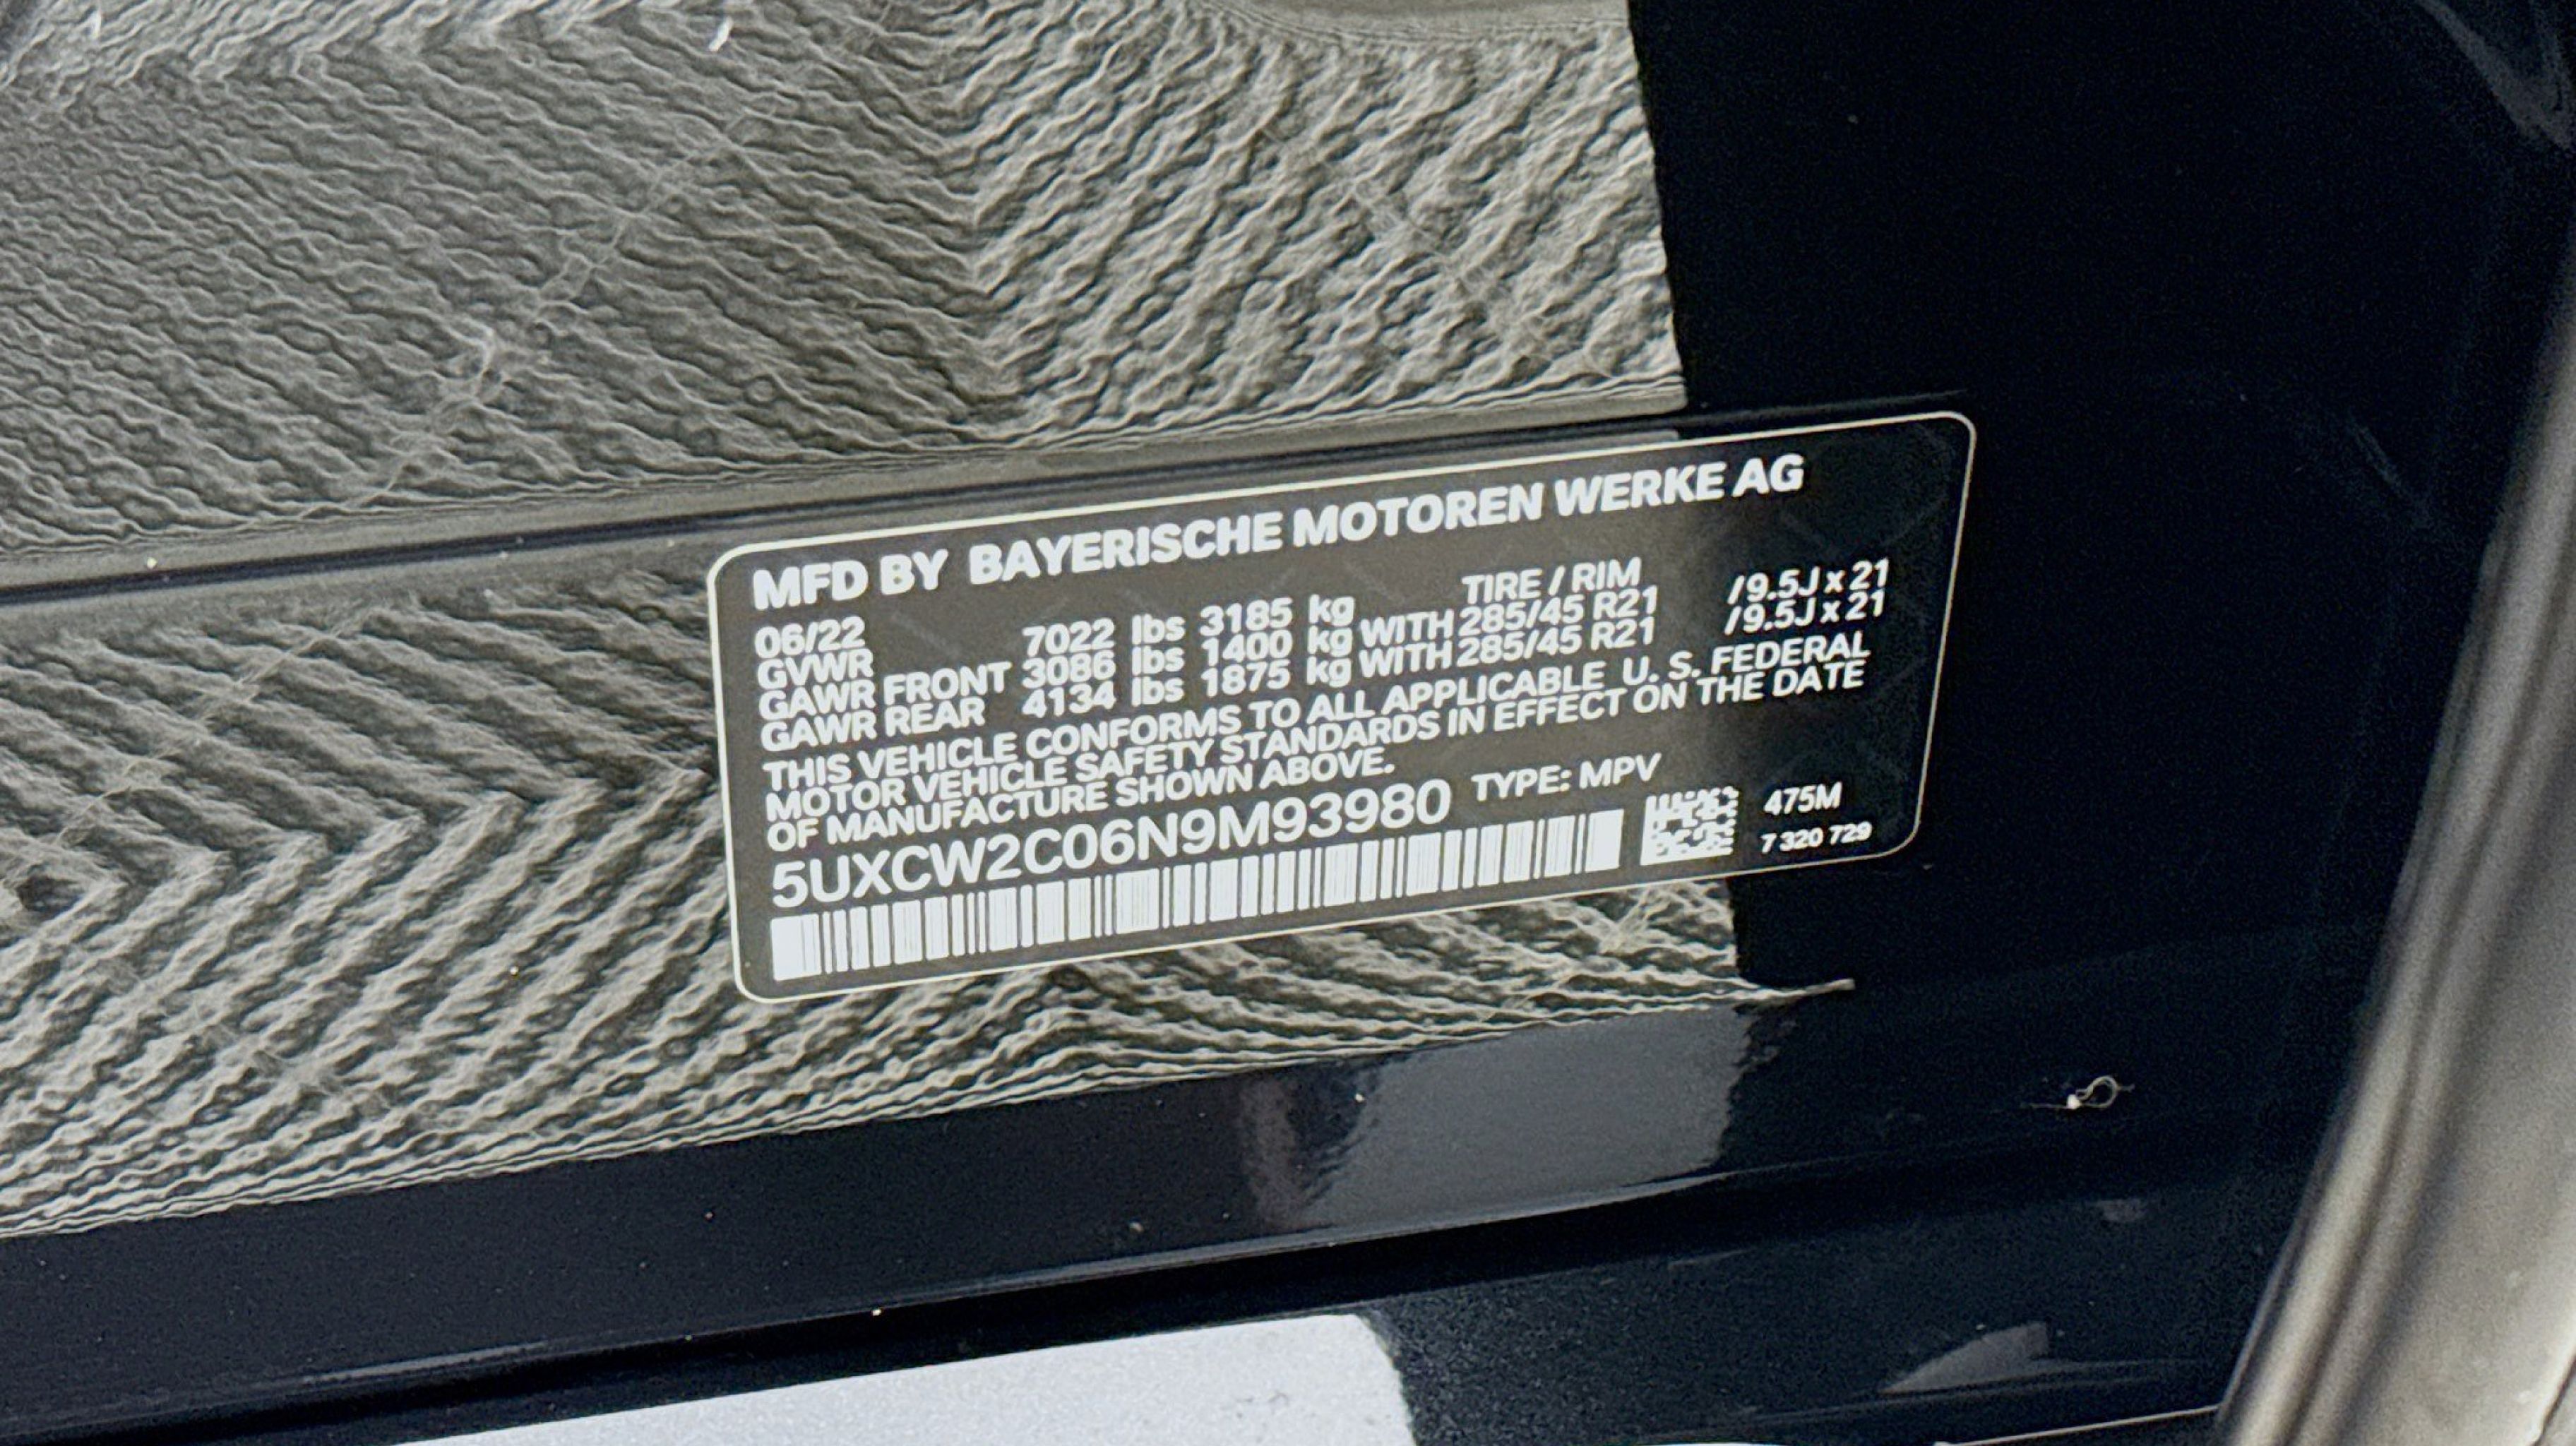 MFD BY BAYERISCHE MOTOREN WERKE AG
06/22 TIRE / RIM
GVWR 7022 lbs 3185 kg
GAWR FRONT 3086 lbs 1400 kg WITH 285/45 R21 /9.5J x 21
GAWR REAR 4134 lbs 1875 kg WITH 285/45 R21 /9.5J x 21
THIS VEHICLE CONFORMS TO ALL APPLICABLE U. S. FEDERAL
MOTOR VEHICLE SAFETY STANDARDS IN EFFECT ON THE DATE
OF MANUFACTURE SHOWN ABOVE.
5UXCW2C06N9M93980 TYPE: MPV
475M
7 320 729